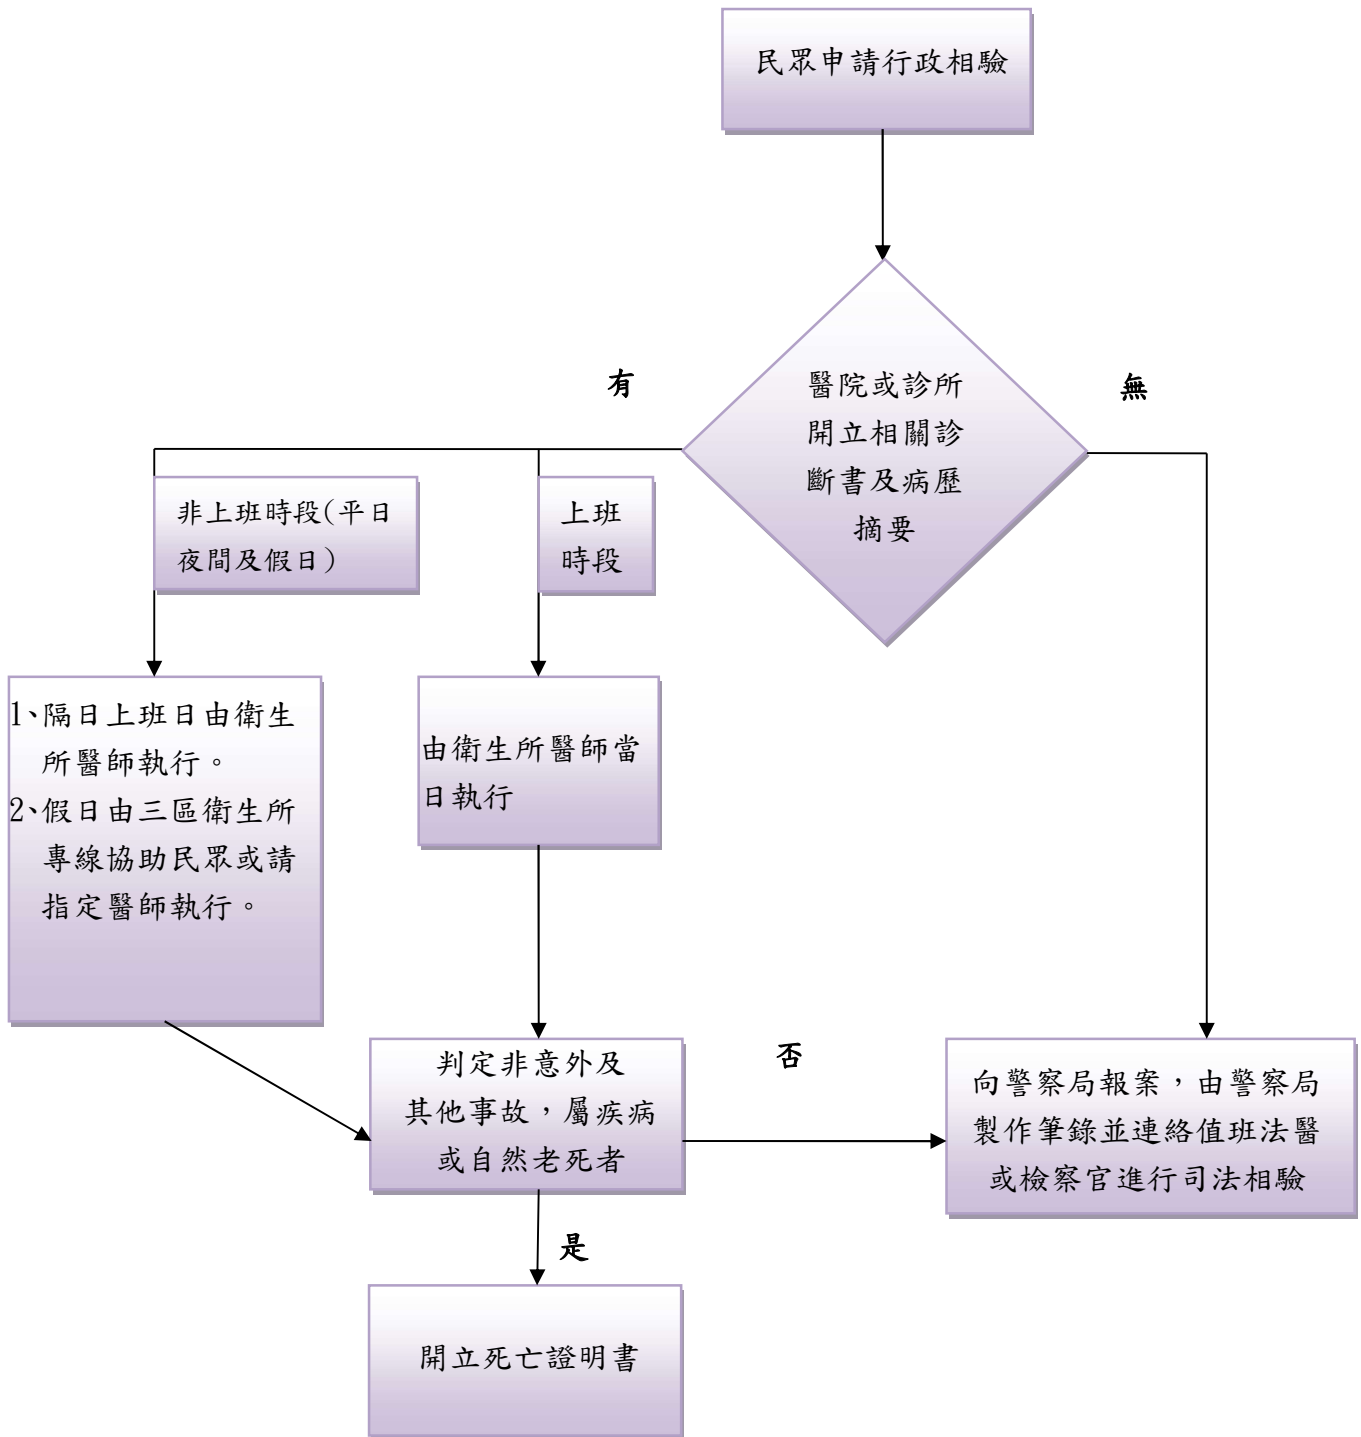 民眾申請行政相驗
有
無
醫院或診所
開立相關診
斷書及病歷
摘要
非上班時段(平日
夜間及假日)
上班
時段
1、隔日上班日由衛生
所醫師執行。
2、假日由三區衛生所
專線協助民眾或請
指定醫師執行。
由衛生所醫師當
日執行
判定非意外及
其他事故，屬疾病
或自然老死者
否
向警察局報案，由警察局
製作筆錄並連絡值班法醫
或檢察官進行司法相驗
是
開立死亡證明書